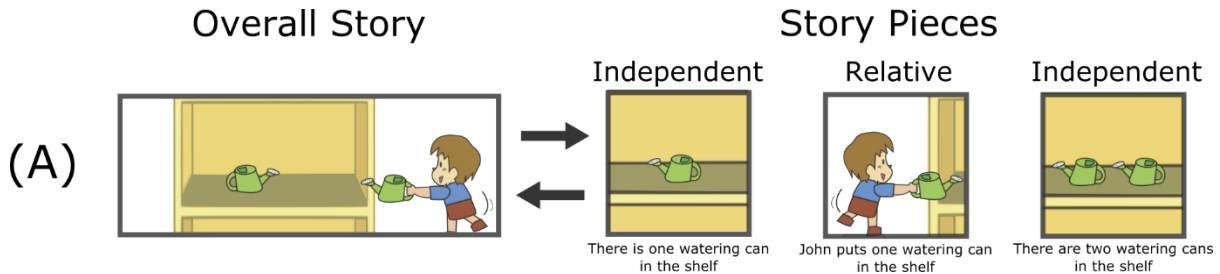 Overall Story
Story Pieces
Independent
Relative
Independent
(A)
There is one watering can
in the shelf
John puts one watering can
in the shelf
There are two watering cans
in the shelf